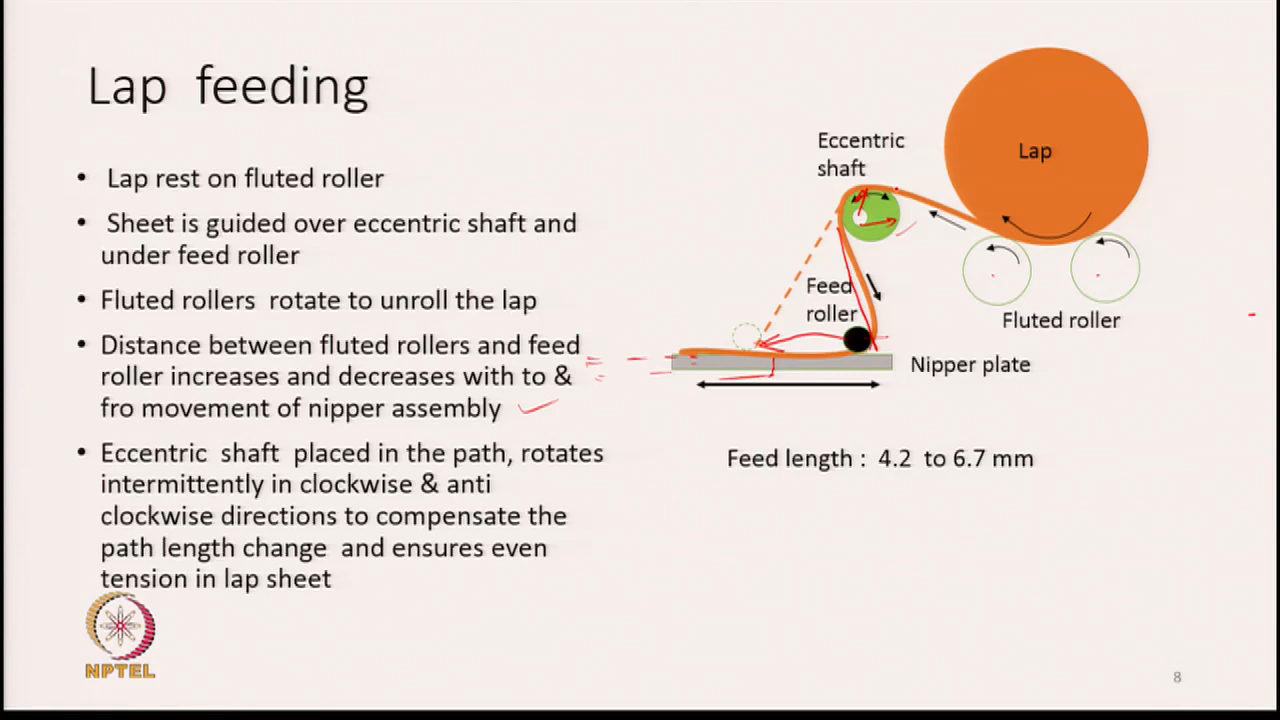 Lap feeding
• Lap rest on fluted roller
• Sheet is guided over eccentric shaft and
under feed roller
• Fluted rollers rotate to unroll the lap
• Distance between fluted rollers and feed
roller increases and decreases with to &
fro movement of nipper assembly
• Eccentric shaft placed in the path, rotates
intermittently in clockwise & anti
clockwise directions to compensate the
path length change and ensures even
tension in lap sheet
Eccentric
shaft
Lap
Feed
roller
Fluted roller
Nipper plate
Feed length : 4.2 to 6.7 mm
NPTEL
8